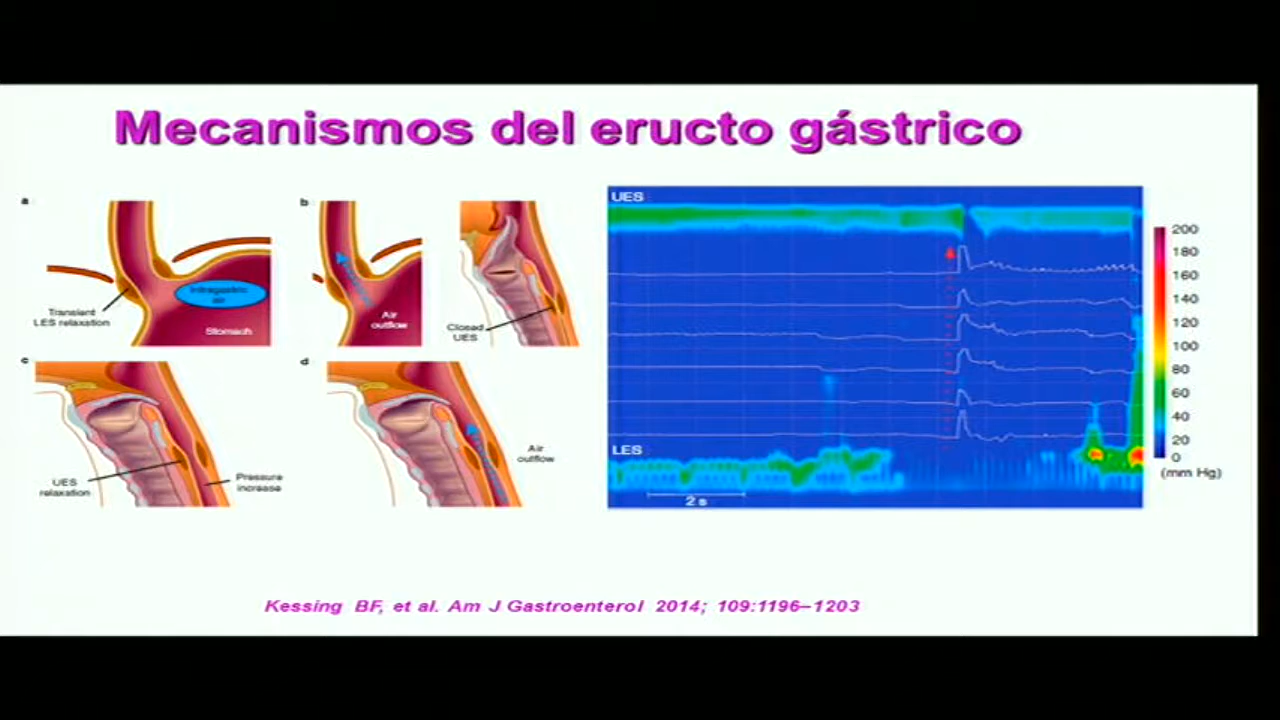 Mecanismos del eructo gástrico
a
Transient
LES relaxation
Intragastric
air
Stomach
b
Air
outflow
Closed
UES
c
UES
relaxation
Pressure
increase
d
Air
outflow
UES
LES
2 s
200
180
160
140
120
100
80
60
40
20
0
(mm Hg)
Kessing BF, et al. Am J Gastroenterol 2014; 109:1196–1203